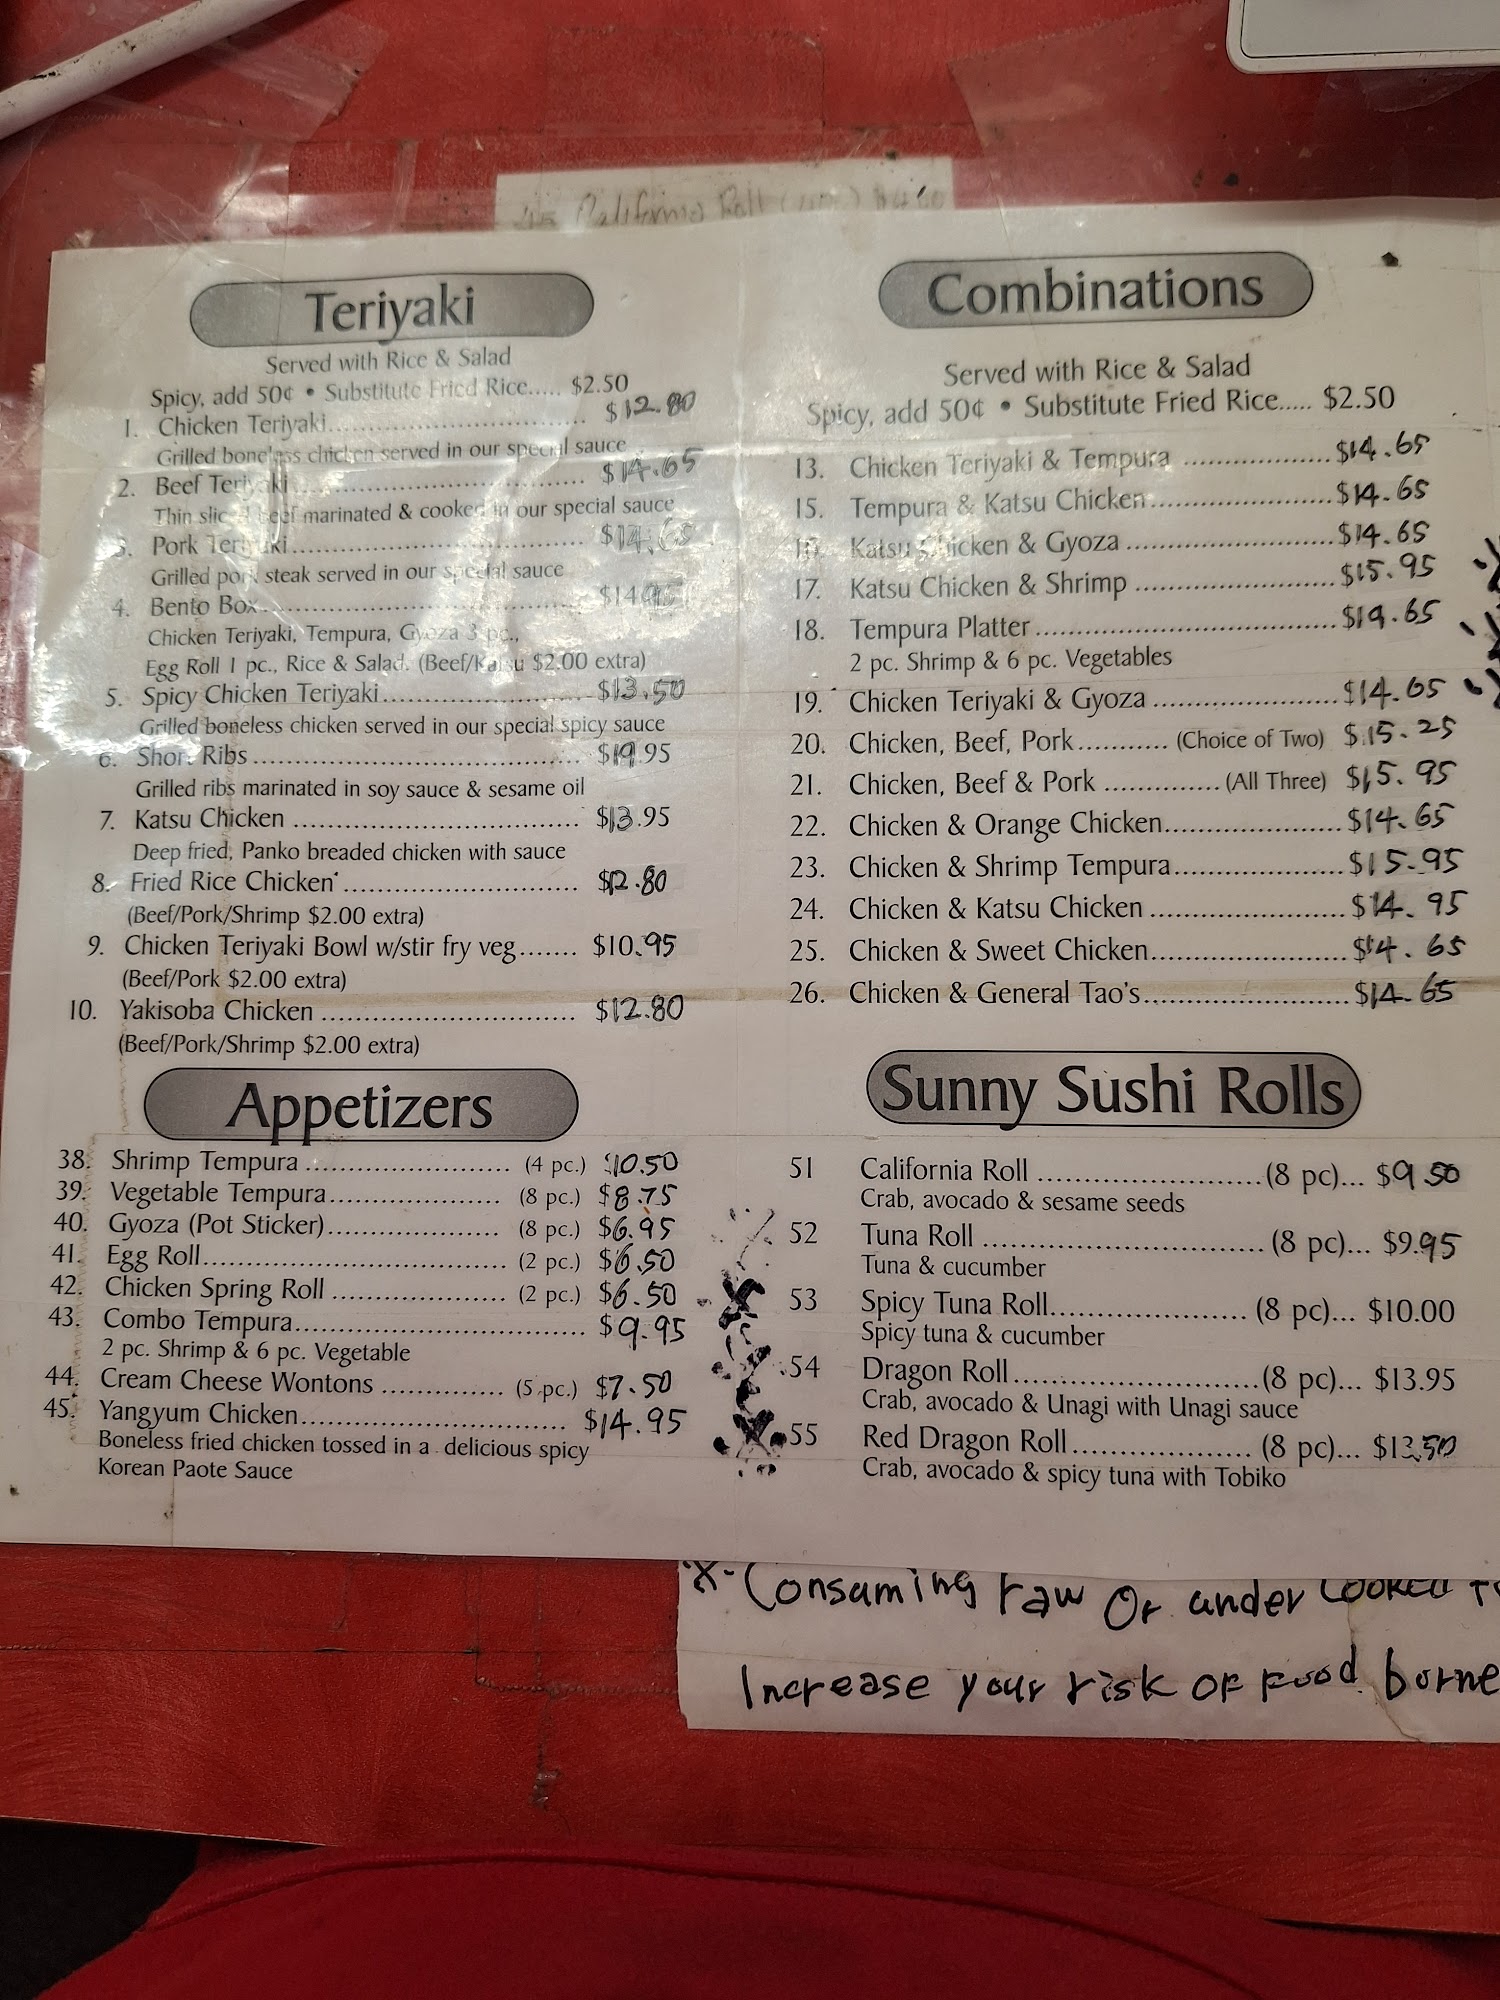 California Roll
Teriyaki
Served with Rice & Salad
Spicy, add 50¢ • Substitute Fried Rice..... $2.50
1. Chicken Teriyaki................................. $12.80
Grilled boneless chicken served in our special sauce
2. Beef Teriyaki..................................... $14.65
Thin sliced beef marinated & cooked in our special sauce
3. Pork Teriyaki..................................... $14.65
Grilled pork steak served in our special sauce
4. Bento Box......................................... $14.95
Chicken Teriyaki, Tempura, Gyoza 3 pc.,
Egg Roll 1 pc., Rice & Salad. (Beef/Katsu $2.00 extra)
5. Spicy Chicken Teriyaki.......................... $13.50
Grilled boneless chicken served in our special spicy sauce
6. Short Ribs ......................................... $19.95
Grilled ribs marinated in soy sauce & sesame oil
7. Katsu Chicken .................................... $13.95
Deep fried, Panko breaded chicken with sauce
8. Fried Rice Chicken .............................. $12.80
(Beef/Pork/Shrimp $2.00 extra)
9. Chicken Teriyaki Bowl w/stir fry veg....... $10.95
(Beef/Pork $2.00 extra)
10. Yakisoba Chicken ................................ $12.80
(Beef/Pork/Shrimp $2.00 extra)
Appetizers
38. Shrimp Tempura ......................... (4 pc.) $10.50
39. Vegetable Tempura..................... (8 pc.) $8.75
40. Gyoza (Pot Sticker)..................... (8 pc.) $6.95
41. Egg Roll..................................... (2 pc.) $6.50
42. Chicken Spring Roll ..................... (2 pc.) $6.50
43. Combo Tempura................................... $9.95
2 pc. Shrimp & 6 pc. Vegetable
44. Cream Cheese Wontons ............... (5 pc.) $7.50
45. Yangyum Chicken................................ $14.95
Boneless fried chicken tossed in a delicious spicy
Korean Paote Sauce
Combinations
Served with Rice & Salad
Spicy, add 50¢ • Substitute Fried Rice..... $2.50
13. Chicken Teriyaki & Tempura .................. $14.65
15. Tempura & Katsu Chicken...................... $14.65
16. Katsu Chicken & Gyoza ......................... $14.65
17. Katsu Chicken & Shrimp ........................ $15.95
18. Tempura Platter..................................... $19.65
2 pc. Shrimp & 6 pc. Vegetables
19. Chicken Teriyaki & Gyoza ...................... $14.65
20. Chicken, Beef, Pork........... (Choice of Two) $15.25
21. Chicken, Beef & Pork .............. (All Three) $15.95
22. Chicken & Orange Chicken..................... $14.65
23. Chicken & Shrimp Tempura.................... $15.95
24. Chicken & Katsu Chicken ....................... $14.95
25. Chicken & Sweet Chicken....................... $14.65
26. Chicken & General Tao's......................... $14.65
Sunny Sushi Rolls
51 California Roll ...........................(8 pc)... $9.50
Crab, avocado & sesame seeds
52 Tuna Roll .................................. (8 pc)... $9.95
Tuna & cucumber
53 Spicy Tuna Roll......................... (8 pc)... $10.00
Spicy tuna & cucumber
54 Dragon Roll..............................(8 pc)... $13.95
Crab, avocado & Unagi with Unagi sauce
55 Red Dragon Roll...................... (8 pc)... $13.50
Crab, avocado & spicy tuna with Tobiko
Consuming raw Or under cooked
Increase your risk OF Food borne